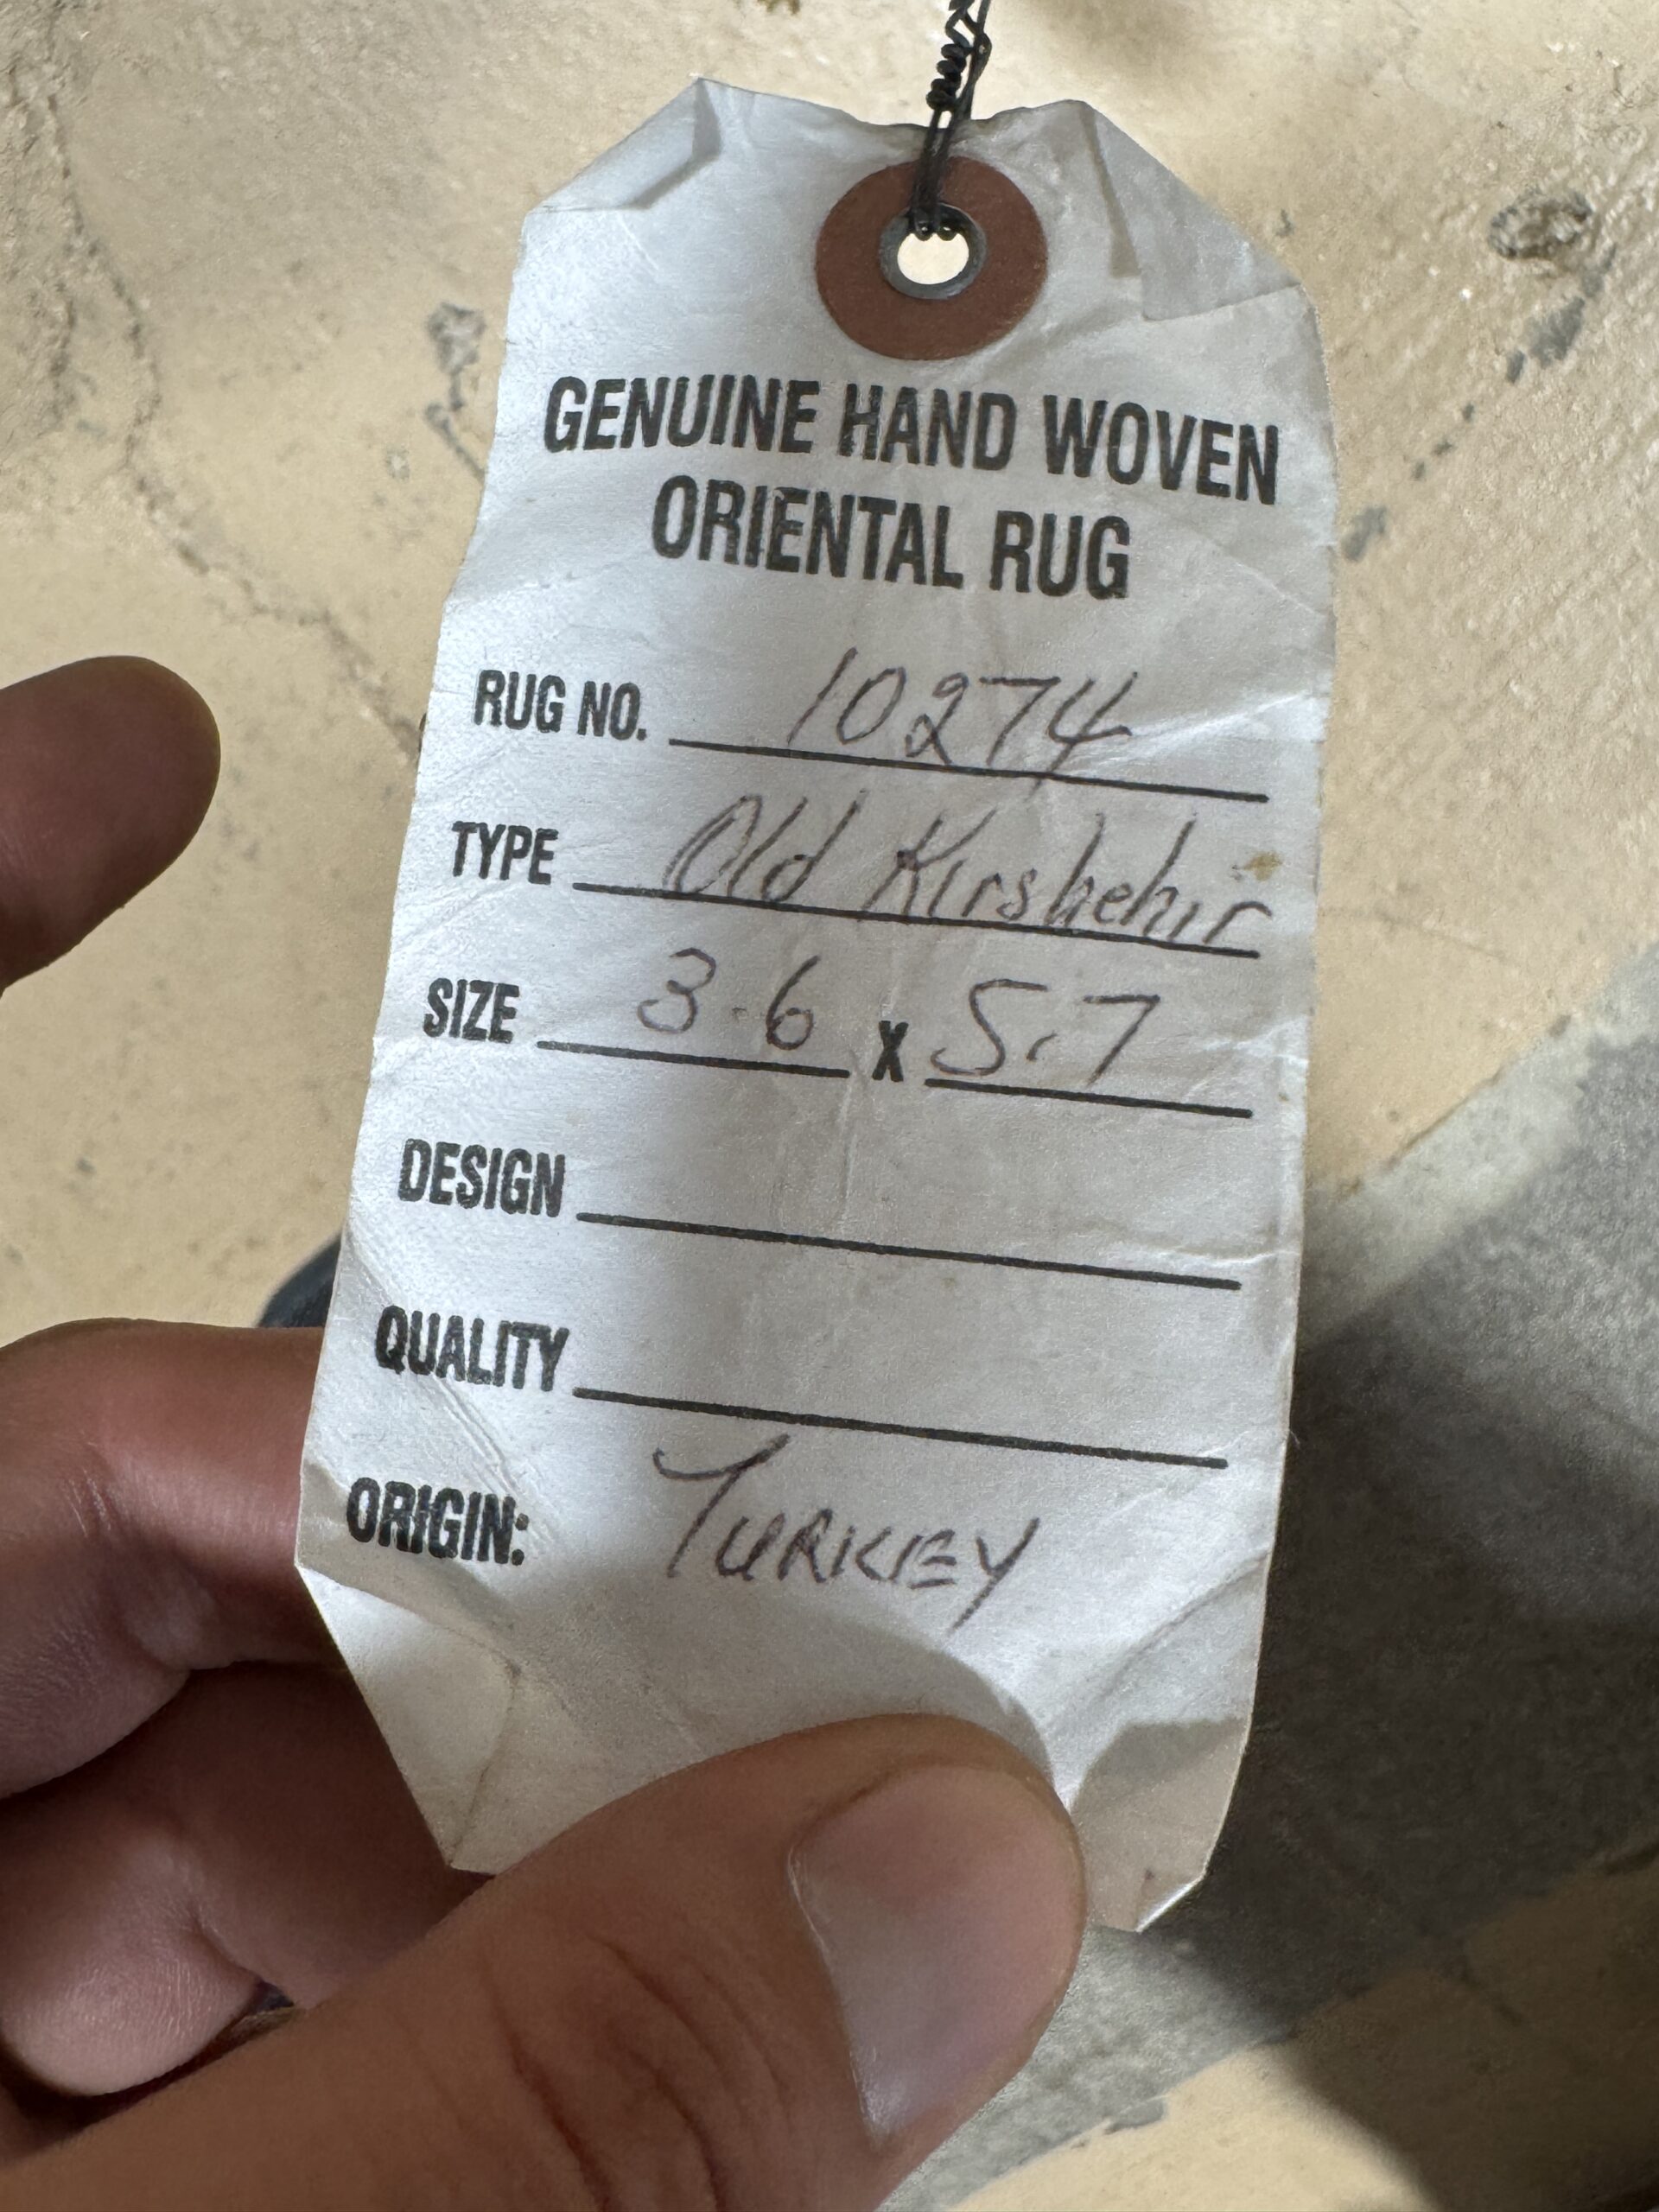 GENUINE HAND WOVEN
ORIENTAL RUG
RUG NO. 10274
TYPE Old Kirshehir
SIZE 3.6 x 5.7
DESIGN
QUALITY
ORIGIN: TURKEY